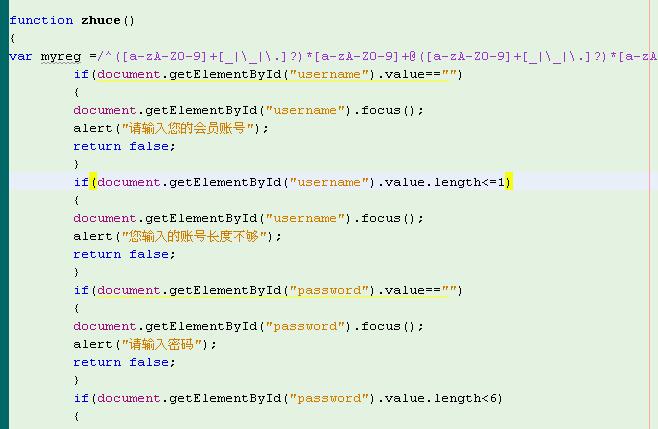 function zhuce()
{
var myreg =/^([a-zA-Z0-9]+[_|\_|\.]?)*[a-zA-Z0-9]+@([a-zA-Z0-9]+[_|\_|\.]?)*[a-zA
if(document.getElementById("username").value=="")
{
document.getElementById("username").focus();
alert("请输入您的会员账号");
return false;
}
if(document.getElementById("username").value.length<=1)
{
document.getElementById("username").focus();
alert("您输入的账号长度不够");
return false;
}
if(document.getElementById("password").value=="")
{
document.getElementById("password").focus();
alert("请输入密码");
return false;
}
if(document.getElementById("password").value.length<6)
{